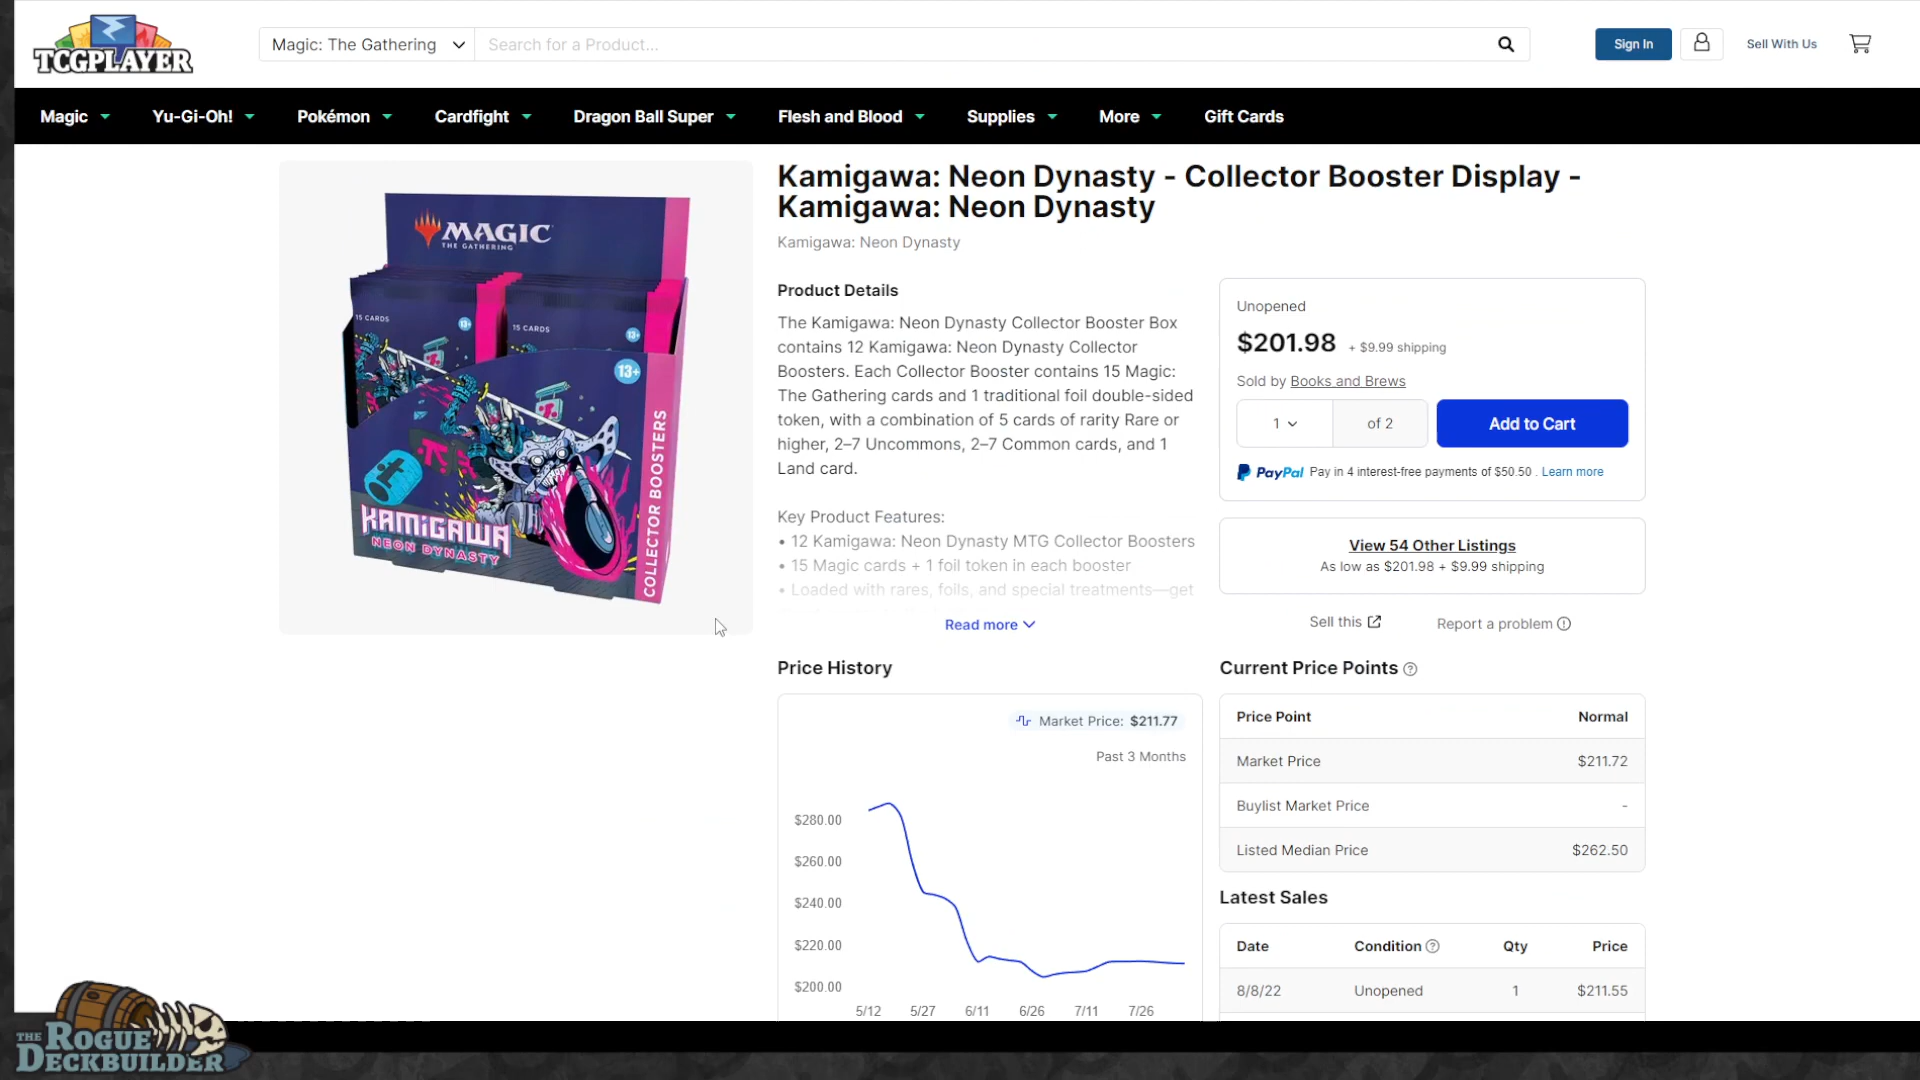 TCGPLAYER
Magic: The Gathering
Search for a Product...
Sign In
Sell With Us
Magic
Yu-Gi-Oh!
Pokémon
Cardfight
Dragon Ball Super
Flesh and Blood
Supplies
More
Gift Cards
MAGIC
THE GATHERING
15 CARDS
13+
15 CARDS
13+
13+
KAMIGAWA
NEON DYNASTY
COLLECTOR BOOSTERS
Kamigawa: Neon Dynasty - Collector Booster Display -
Kamigawa: Neon Dynasty
Kamigawa: Neon Dynasty
Product Details
The Kamigawa: Neon Dynasty Collector Booster Box
contains 12 Kamigawa: Neon Dynasty Collector
Boosters. Each Collector Booster contains 15 Magic:
The Gathering cards and 1 traditional foil double-sided
token, with a combination of 5 cards of rarity Rare or
higher, 2–7 Uncommons, 2–7 Common cards, and 1
Land card.
Key Product Features:
• 12 Kamigawa: Neon Dynasty MTG Collector Boosters
• 15 Magic cards + 1 foil token in each booster
• Loaded with rares, foils, and special treatments—get
Read more
Unopened
$201.98 + $9.99 shipping
Sold by Books and Brews
1 of 2
Add to Cart
PayPal Pay in 4 interest-free payments of $50.50 . Learn more
View 54 Other Listings
As low as $201.98 + $9.99 shipping
Sell this
Report a problem
Price History
Market Price: $211.77
Past 3 Months
$280.00
$260.00
$240.00
$220.00
$200.00
5/12 5/27 6/11 6/26 7/11 7/26
Current Price Points
Price Point Normal
Market Price $211.72
Buylist Market Price -
Listed Median Price $262.50
Latest Sales
Date Condition Qty Price
8/8/22 Unopened 1 $211.55
THE ROGUE
DECKBUILDER